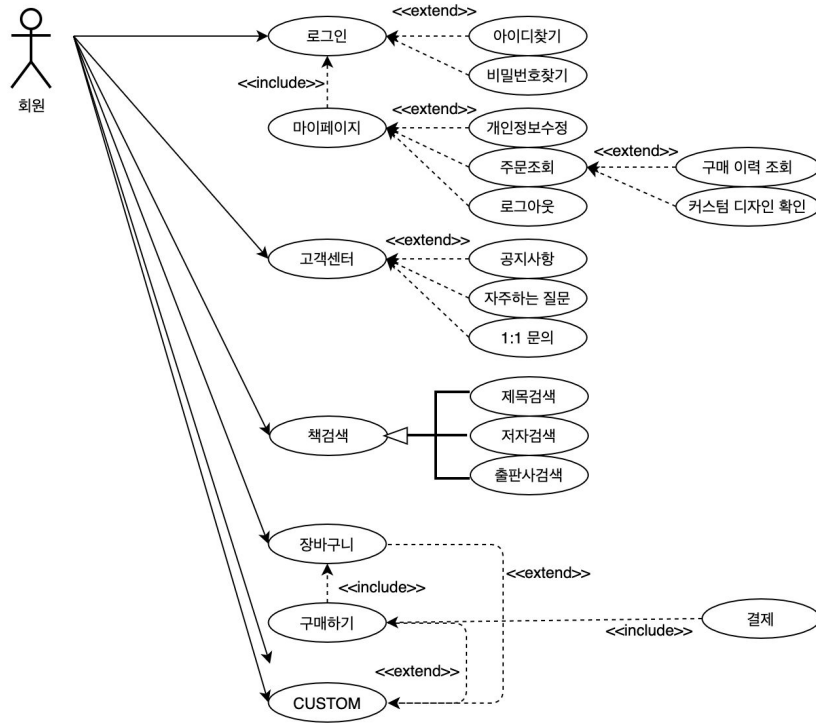 <<extend>>
로그인
아이디찾기
비밀번호찾기
<<include>>
회원
<<extend>>
마이페이지
개인정보수정
<<extend>>
주문조회
구매 이력 조회
로그아웃
커스텀 디자인 확인
<<extend>>
고객센터
공지사항
자주하는 질문
1:1 문의
제목검색
책검색
저자검색
출판사검색
장바구니
<<extend>>
<<include>>
구매하기
결제
<<include>>
<<extend>>
CUSTOM